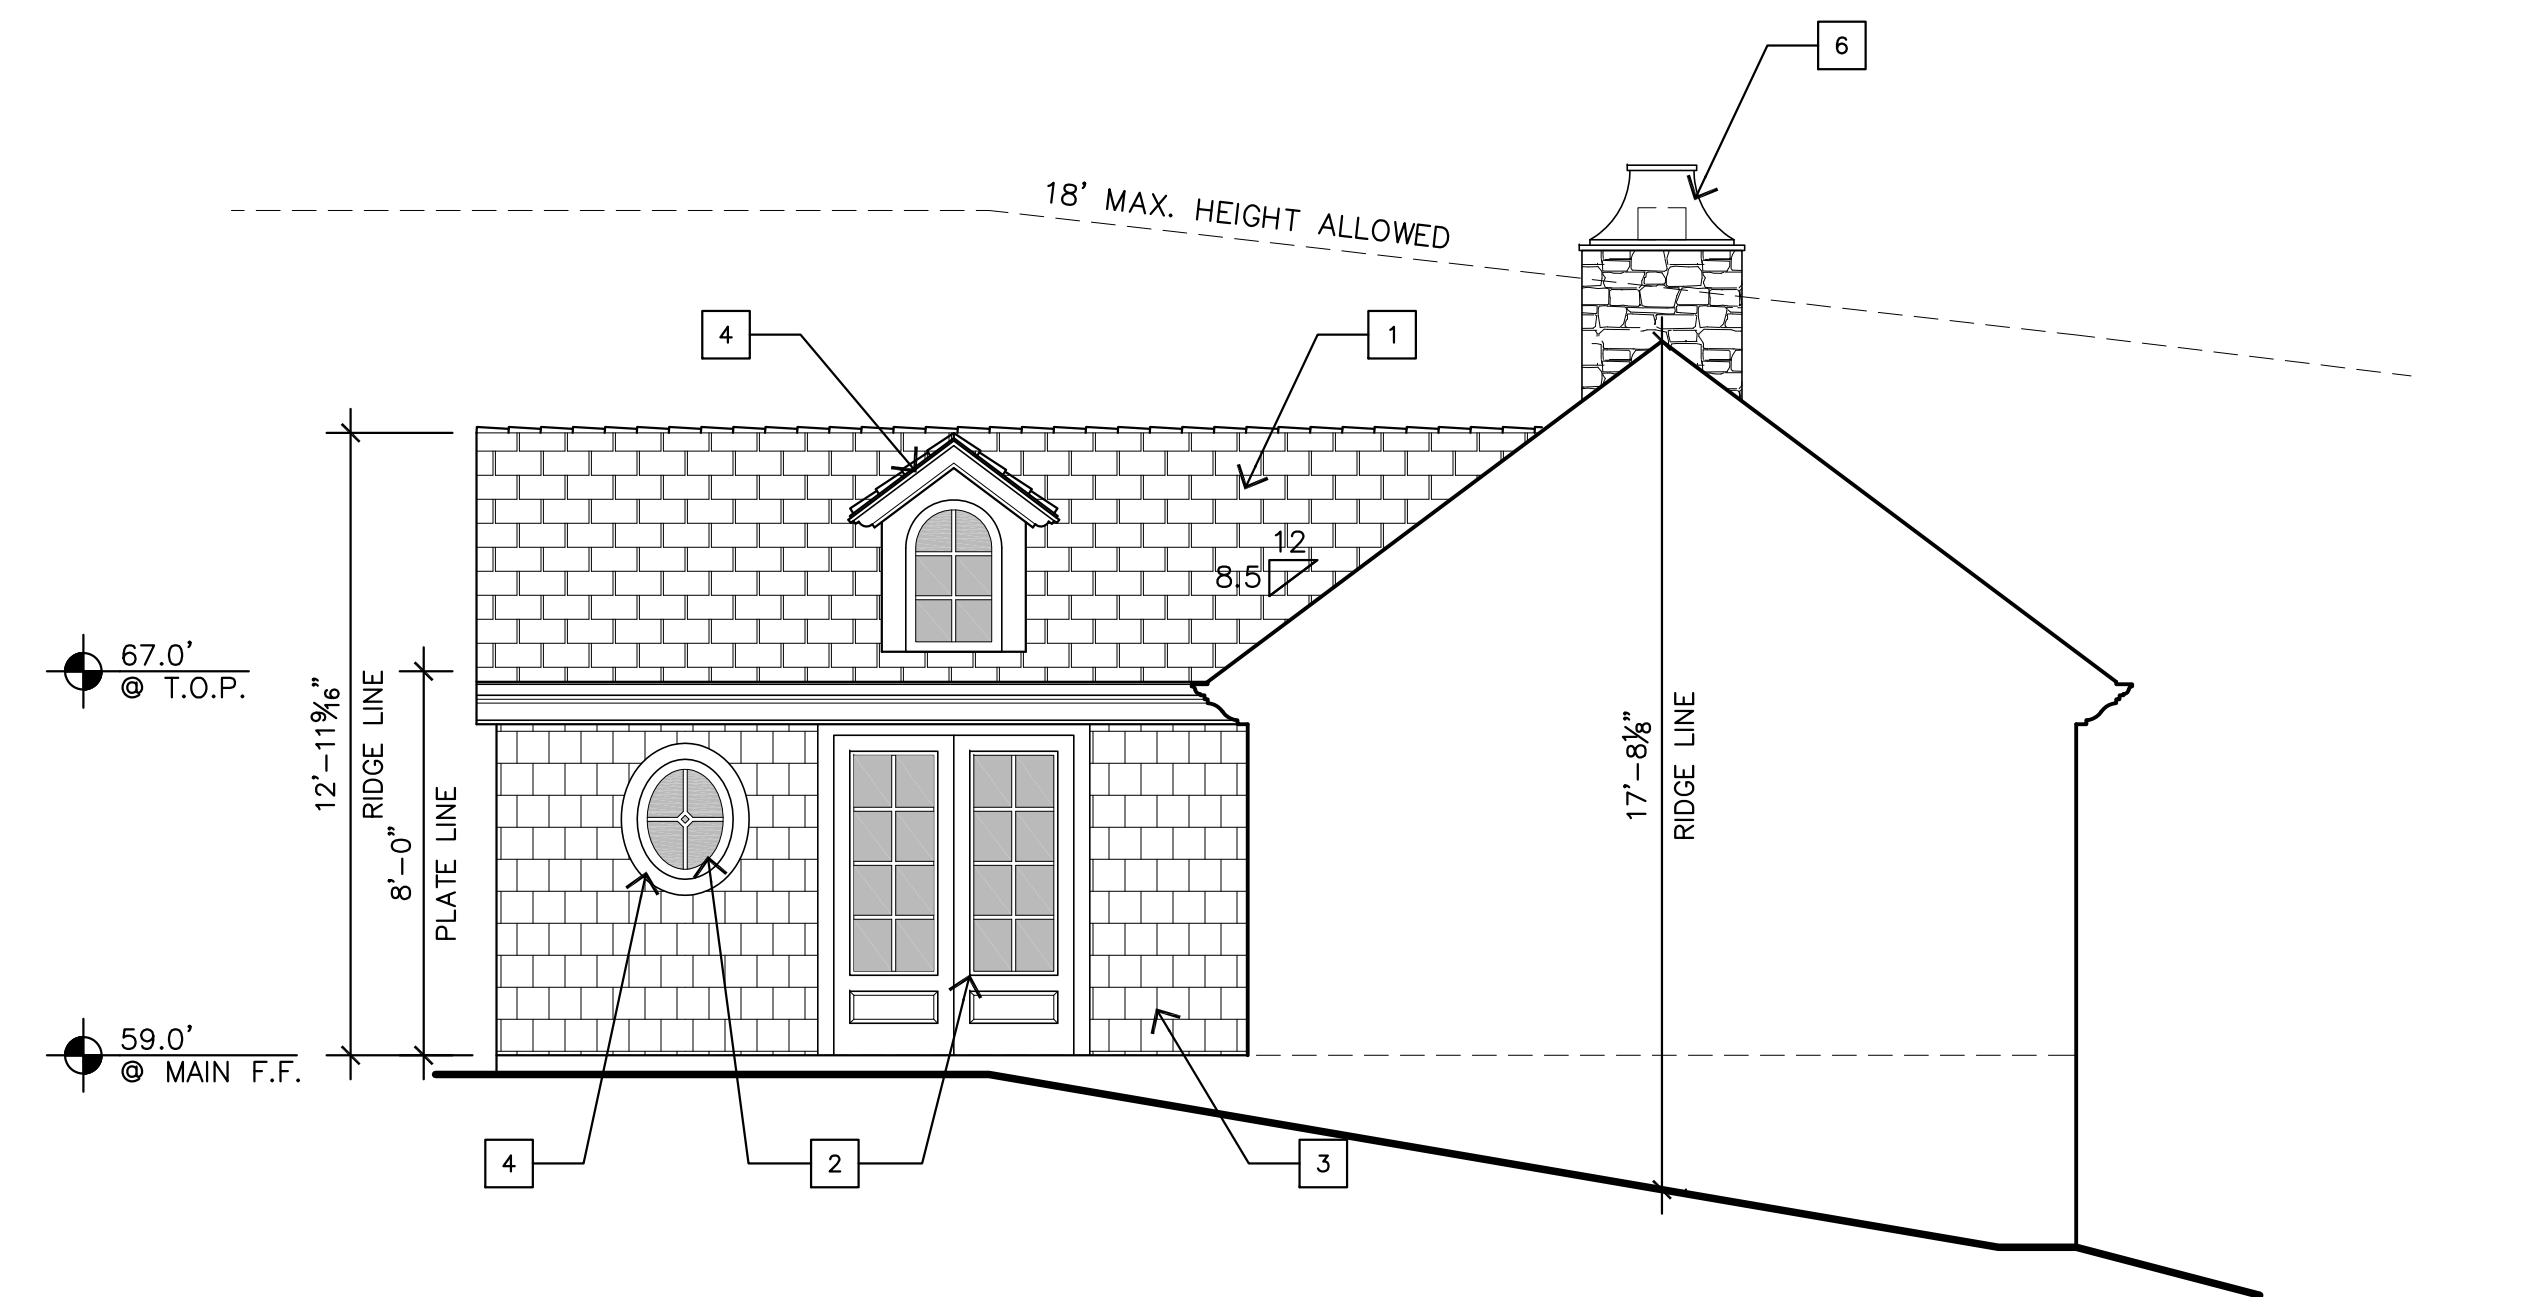 6
18' MAX. HEIGHT ALLOWED
4
1
12
8.5
67.0'
@ T.O.P.
12'-11 9/16"
RIDGE LINE
8'-0"
PLATE LINE
17'-8 1/8"
RIDGE LINE
59.0'
@ MAIN F.F.
4
2
3